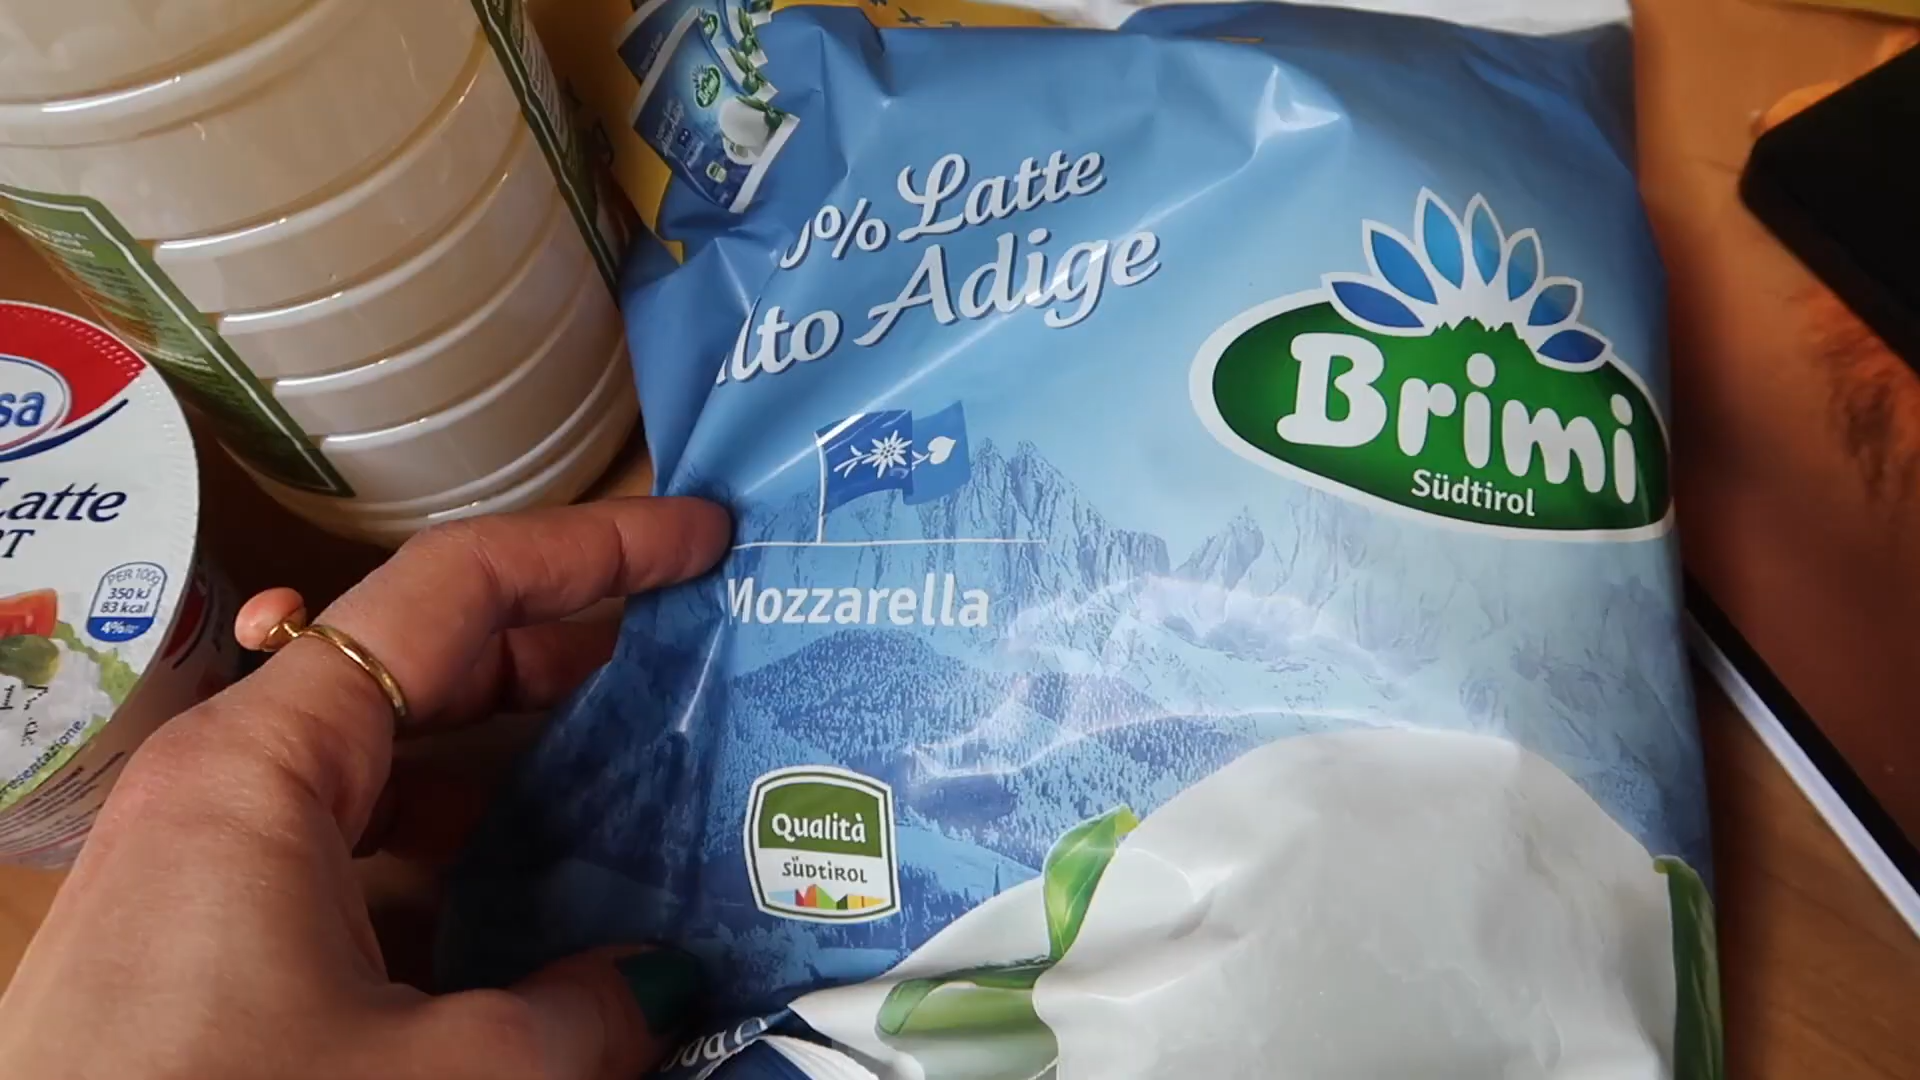 % Latte
lto Adige
Brimi
Südtirol
Mozzarella
Qualità
SÜDTIROL
sa
Latte
PER 100g
350 kJ
83 kcal
4%